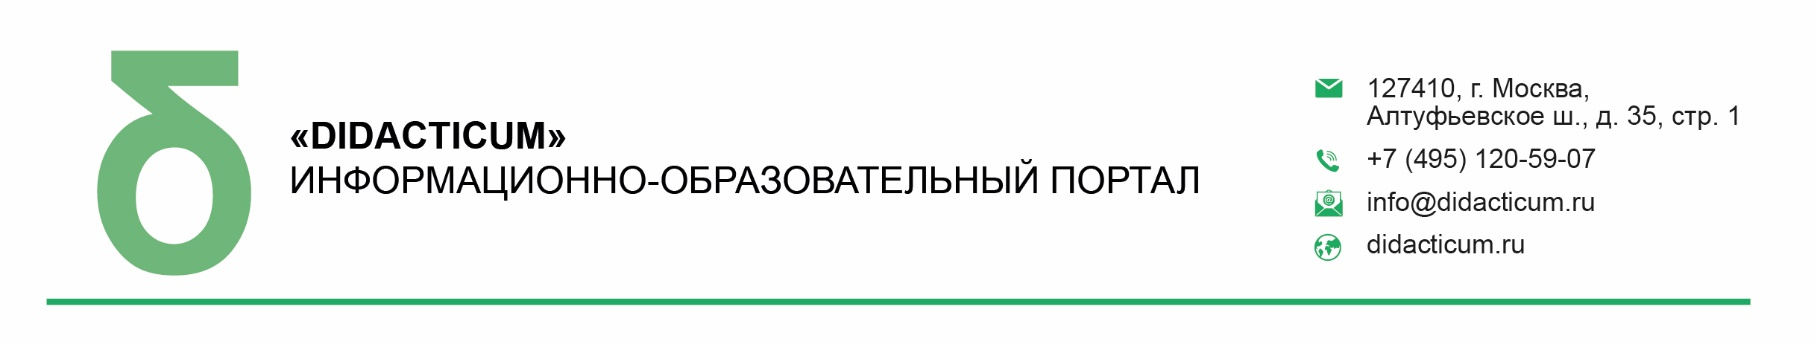 δ
«DIDACTICUM»
ИНФОРМАЦИОННО-ОБРАЗОВАТЕЛЬНЫЙ ПОРТАЛ
127410, г. Москва,
Алтуфьевское ш., д. 35, стр. 1
+7 (495) 120-59-07
info@didacticum.ru
didacticum.ru